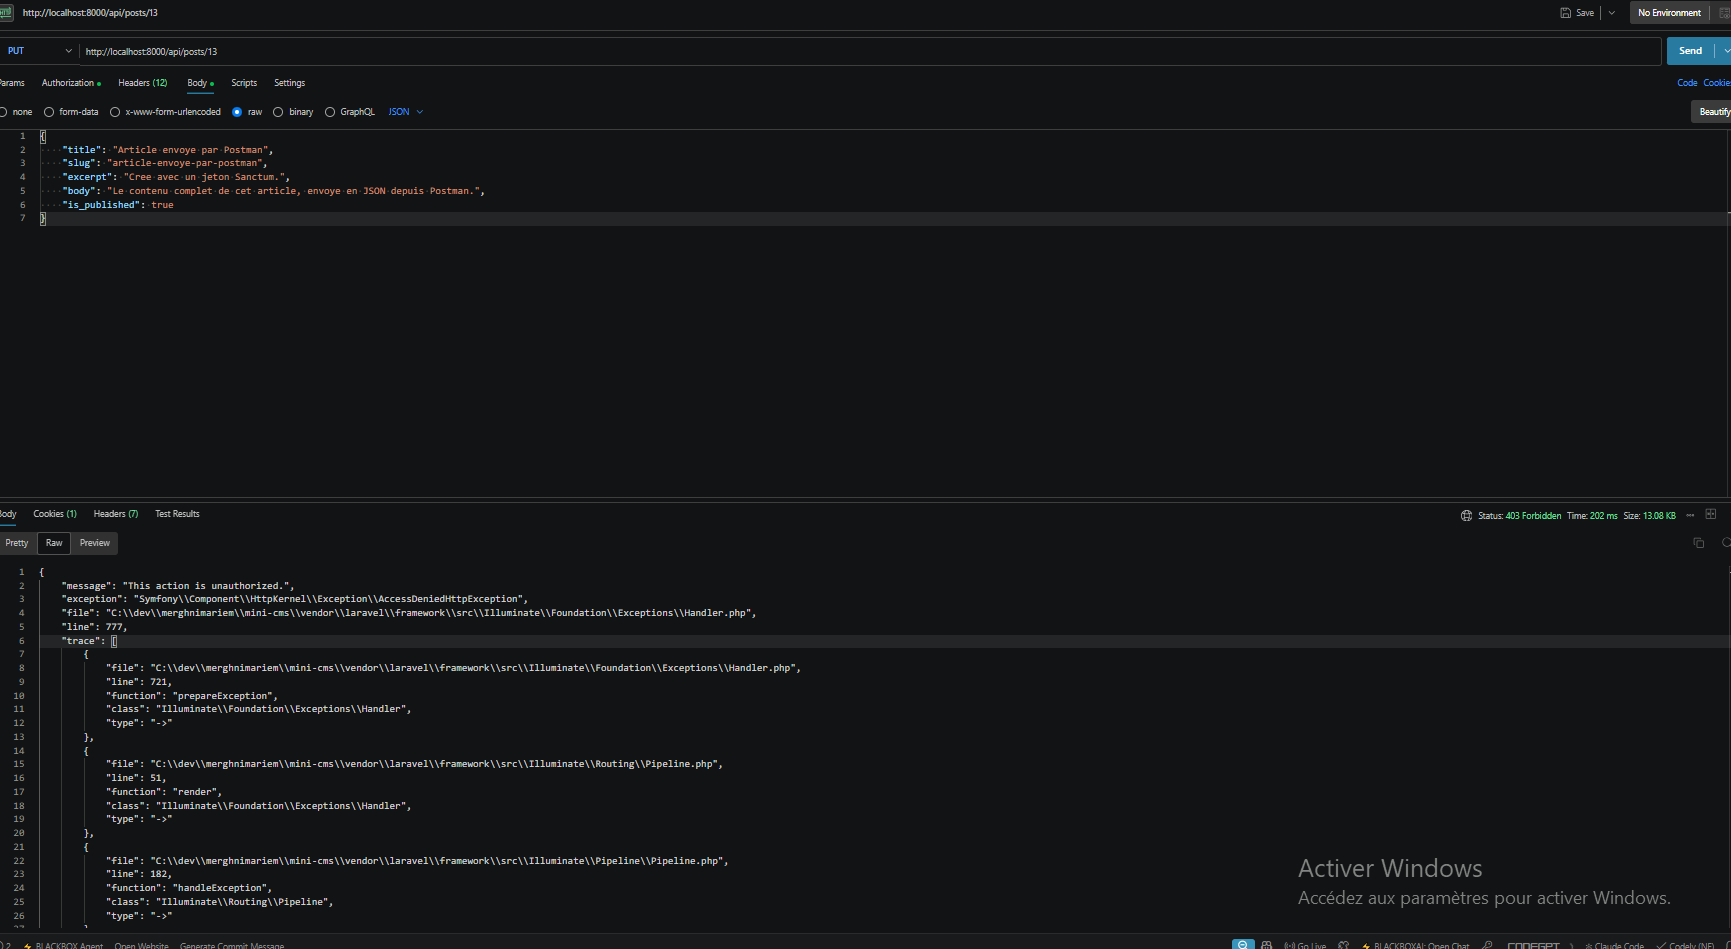 http://localhost:8000/api/posts/13
Save
No Environment
PUT
http://localhost:8000/api/posts/13
Send
Params Authorization Headers (12) Body Scripts Settings
Code Cookies
none form-data x-www-form-urlencoded raw binary GraphQL JSON
Beautify
1 {
2 ····"title":·"Article·envoye·par·Postman",
3 ····"slug":·"article-envoye-par-postman",
4 ····"excerpt":·"Cree·avec·un·jeton·Sanctum.",
5 ····"body":·"Le·contenu·complet·de·cet·article,·envoye·en·JSON·depuis·Postman.",
6 ····"is_published":·true
7 }
Body Cookies (1) Headers (7) Test Results
Status: 403 Forbidden Time: 202 ms Size: 13.08 KB
Pretty Raw Preview
1 {
2 "message": "This action is unauthorized.",
3 "exception": "Symfony\\Component\\HttpKernel\\Exception\\AccessDeniedHttpException",
4 "file": "C:\\dev\\merghnimariem\\mini-cms\\vendor\\laravel\\framework\\src\\Illuminate\\Foundation\\Exceptions\\Handler.php",
5 "line": 777,
6 "trace": [
7 {
8 "file": "C:\\dev\\merghnimariem\\mini-cms\\vendor\\laravel\\framework\\src\\Illuminate\\Foundation\\Exceptions\\Handler.php",
9 "line": 721,
10 "function": "prepareException",
11 "class": "Illuminate\\Foundation\\Exceptions\\Handler",
12 "type": "->"
13 },
14 {
15 "file": "C:\\dev\\merghnimariem\\mini-cms\\vendor\\laravel\\framework\\src\\Illuminate\\Routing\\Pipeline.php",
16 "line": 51,
17 "function": "render",
18 "class": "Illuminate\\Foundation\\Exceptions\\Handler",
19 "type": "->"
20 },
21 {
22 "file": "C:\\dev\\merghnimariem\\mini-cms\\vendor\\laravel\\framework\\src\\Illuminate\\Pipeline\\Pipeline.php",
23 "line": 182,
24 "function": "handleException",
25 "class": "Illuminate\\Routing\\Pipeline",
26 "type": "->"
Activer Windows
Accédez aux paramètres pour activer Windows.
2 BLACKBOX Agent Open Website Generate Commit Message
Go Live BLACKBOXAI: Open Chat CODEGPT Claude Code